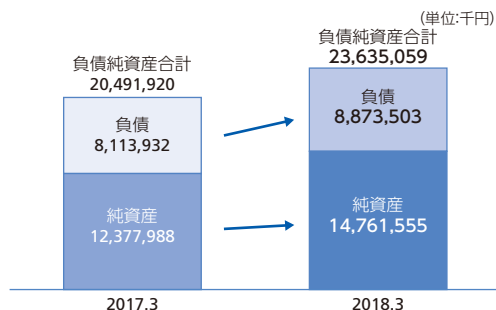 (単位:千円)
負債純資産合計
20,491,920
負債
8,113,932
純資産
12,377,988
2017.3
負債純資産合計
23,635,059
負債
8,873,503
純資産
14,761,555
2018.3